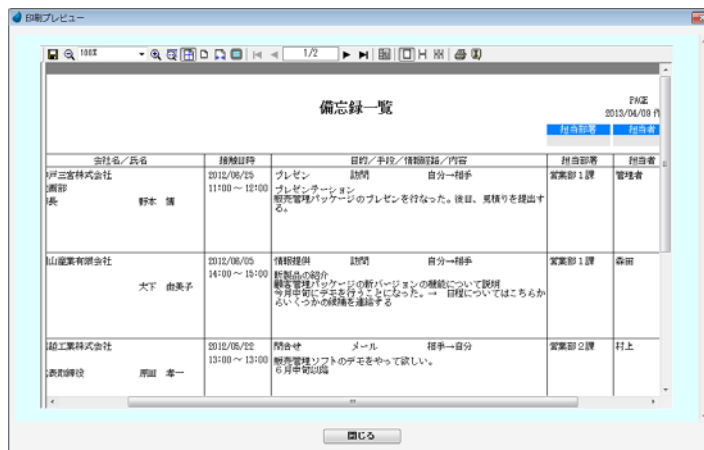 印刷プレビュー
100%
1/2
備忘録一覧
PAGE
2013/04/09 作
担当部署 担当者
会社名/氏名 接触日時 目的/手段/情報経路/内容 担当部署 担当者
戸三宮株式会社 2012/06/25 プレゼン 訪問 自分→相手 営業部1課 管理者
画部 11:00~12:00 プレゼンテーション
長 野本 販売管理パッケージのプレゼンを行なった。後日、見積りを提出す
る。
山産業有限会社 2012/06/05 情報提供 訪問 自分→相手 営業部1課 森田
14:00~15:00 新製品の紹介
大下 由美子 顧客管理パッケージの新バージョンの機能について説明
今月中旬にデモを行うことになった。→ 日程についてはこちらか
らいくつかの候補を連絡する
越工業株式会社 2012/05/22 問合せ メール 相手→自分 営業部2課 村上
13:00~13:00 販売管理ソフトのデモをやって欲しい。
表取締役 原田 孝一 6月中旬以降
閉じる